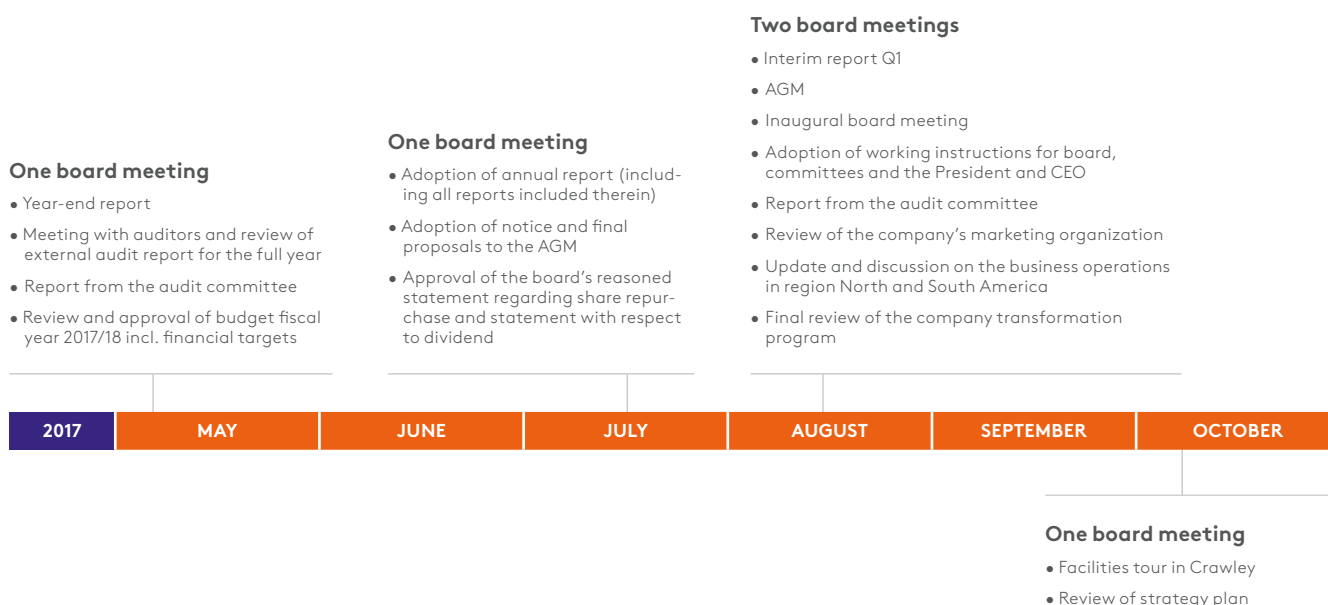 One board meeting
• Year-end report
• Meeting with auditors and review of
external audit report for the full year
• Report from the audit committee
• Review and approval of budget fiscal
year 2017/18 incl. financial targets
One board meeting
• Adoption of annual report (includ-
ing all reports included therein)
• Adoption of notice and final
proposals to the AGM
• Approval of the board's reasoned
statement regarding share repur-
chase and statement with respect
to dividend
Two board meetings
• Interim report Q1
• AGM
• Inaugural board meeting
• Adoption of working instructions for board,
committees and the President and CEO
• Report from the audit committee
• Review of the company's marketing organization
• Update and discussion on the business operations
in region North and South America
• Final review of the company transformation
program
2017 MAY JUNE JULY AUGUST SEPTEMBER OCTOBER
One board meeting
• Facilities tour in Crawley
• Review of strategy plan